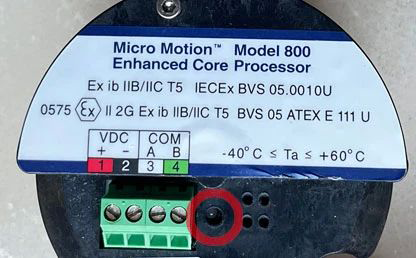 Micro Motion™ Model 800
Enhanced Core Processor
Ex ib IIB/IIC T5 IECEx BVS 05.0010U
0575 Ex II 2G Ex ib IIB/IIC T5 BVS 05 ATEX E 111 U
VDC COM
+ - A B
1 2 3 4
-40°C ≤ Ta ≤ +60°C